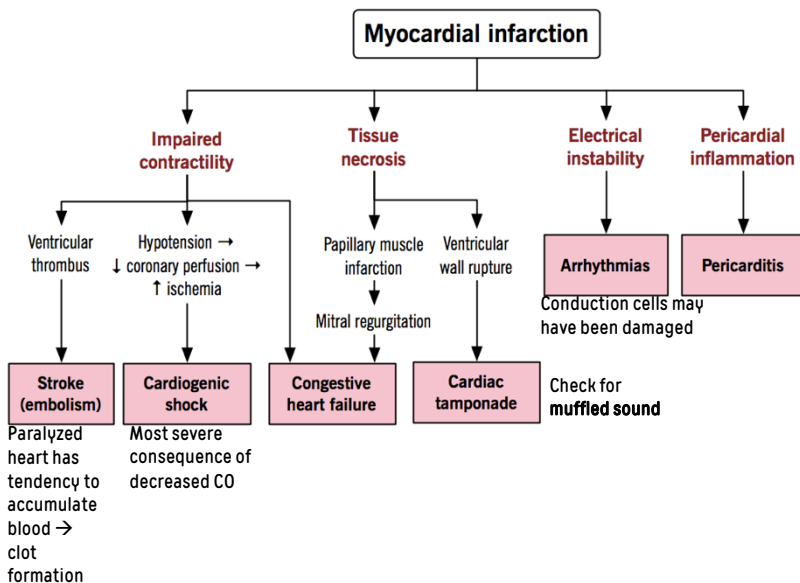 Myocardial infarction
Impaired
contractility
Tissue
necrosis
Electrical
instability
Pericardial
inflammation
Ventricular
thrombus
Hypotension →
↓ coronary perfusion →
↑ ischemia
Papillary muscle
infarction
Mitral regurgitation
Ventricular
wall rupture
Arrhythmias
Conduction cells may
have been damaged
Pericarditis
Stroke
(embolism)
Paralyzed
heart has
tendency to
accumulate
blood →
clot
formation
Cardiogenic
shock
Most severe
consequence of
decreased CO
Congestive
heart failure
Cardiac
tamponade
Check for
muffled sound